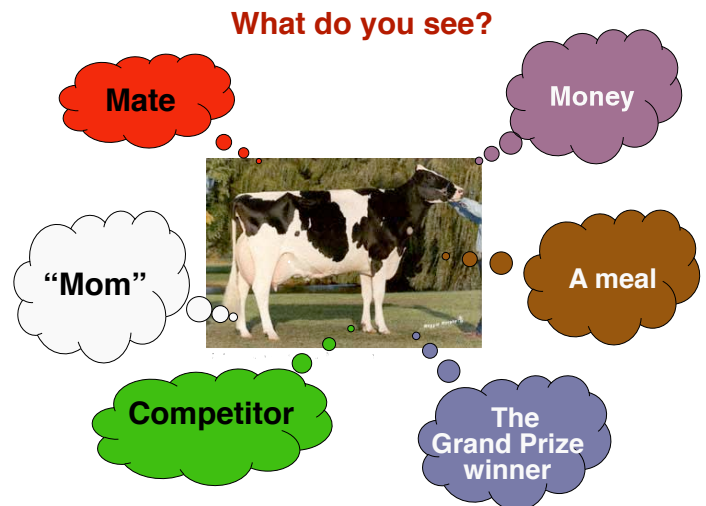 What do you see?
Mate
Money
“Mom”
A meal
Competitor
The
Grand Prize
winner